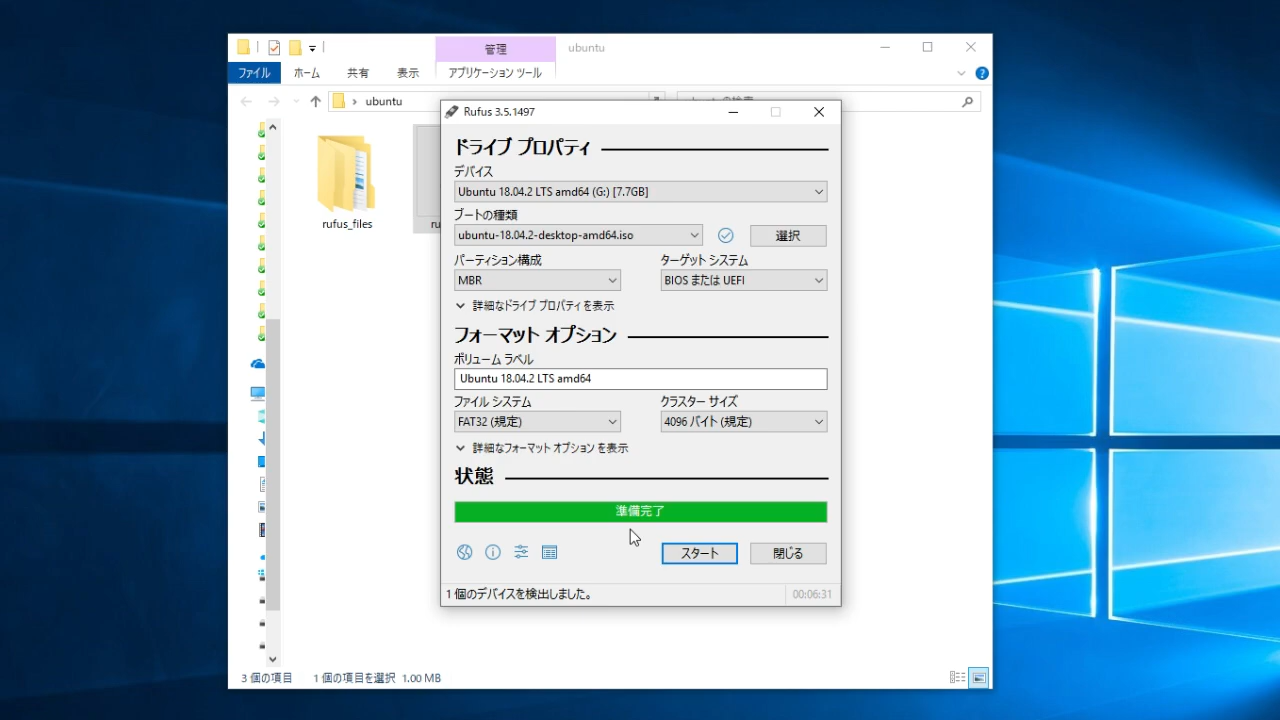 管理
ubuntu
ファイル
ホーム
共有
表示
アプリケーション ツール
ubuntu
rufus_files
Rufus 3.5.1497
ドライブ プロパティ
デバイス
Ubuntu 18.04.2 LTS amd64 (G:) [7.7GB]
ブートの種類
ubuntu-18.04.2-desktop-amd64.iso
選択
パーティション構成
ターゲット システム
MBR
BIOS または UEFI
詳細なドライブ プロパティを表示
フォーマット オプション
ボリューム ラベル
Ubuntu 18.04.2 LTS amd64
ファイル システム
クラスター サイズ
FAT32 (規定)
4096 バイト (規定)
詳細なフォーマット オプション を表示
状態
準備完了
スタート
閉じる
1 個のデバイスを検出しました。
00:06:31
3 個の項目
1 個の項目を選択 1.00 MB